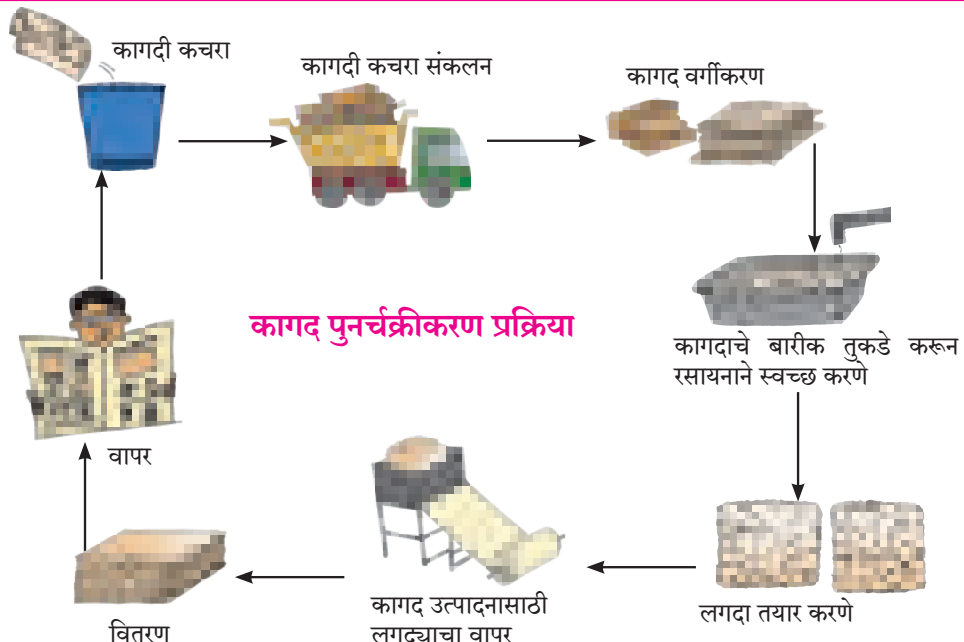 कागदी कचरा
कागदी कचरा संकलन
कागद वर्गीकरण
कागद पुनर्चक्रीकरण प्रक्रिया
कागदाचे बारीक तुकडे करून
रसायनाने स्वच्छ करणे
लगदा तयार करणे
कागद उत्पादनासाठी
लगद्याचा वापर
वितरण
वापर